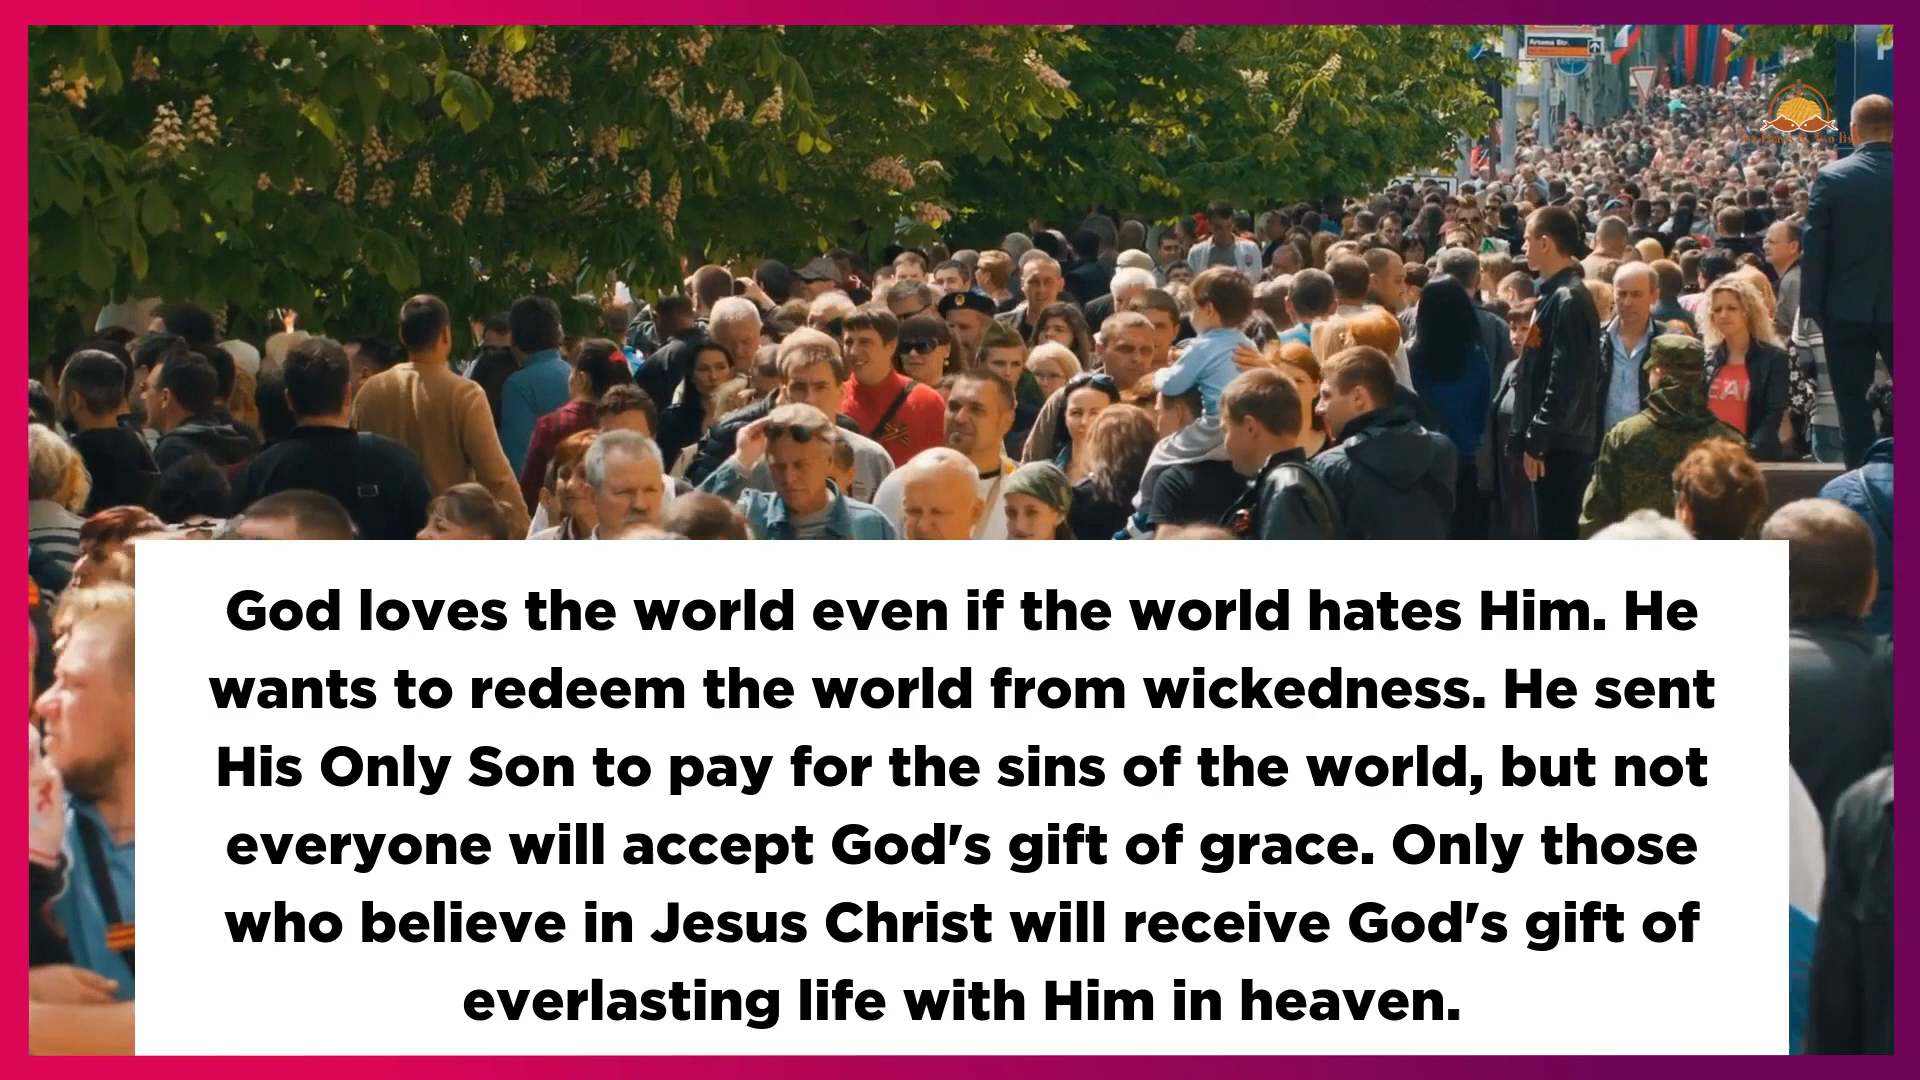 Artema Str.
God loves the world even if the world hates Him. He
wants to redeem the world from wickedness. He sent
His Only Son to pay for the sins of the world, but not
everyone will accept God's gift of grace. Only those
who believe in Jesus Christ will receive God's gift of
everlasting life with Him in heaven.